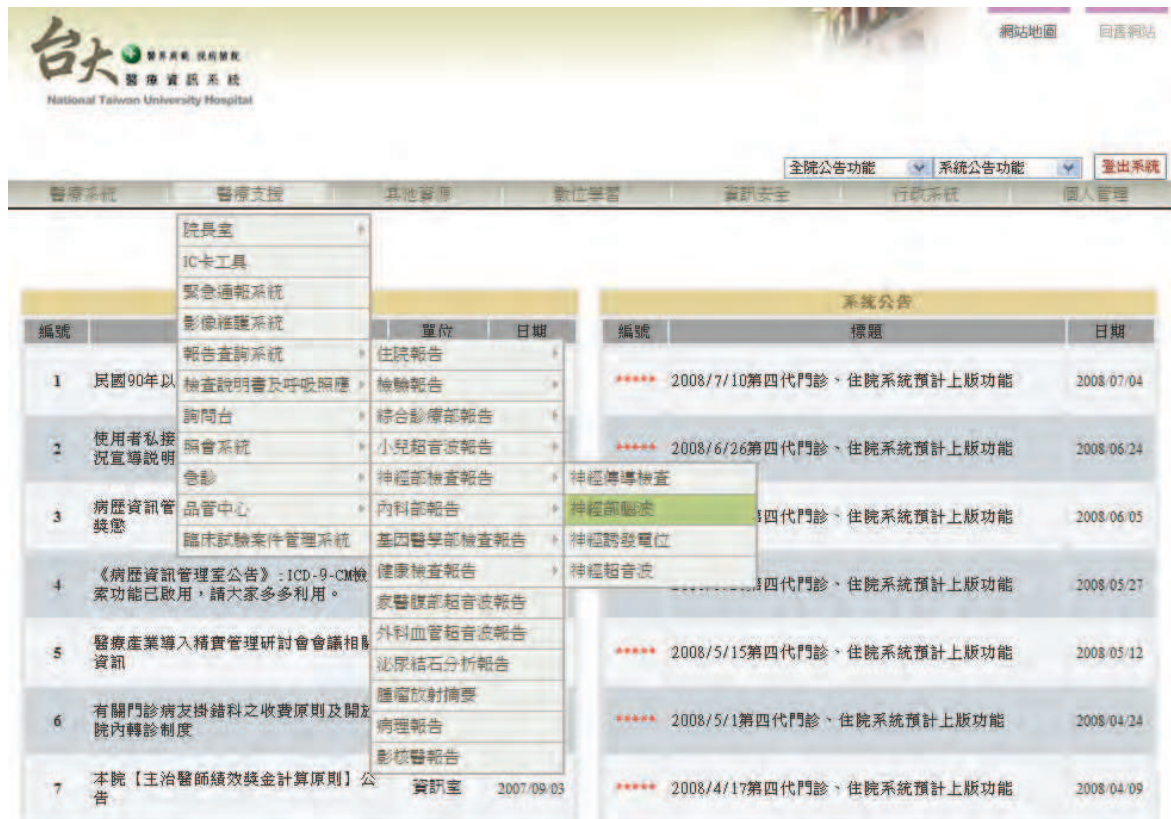 網站地圖
回舊網站
台大
醫療資訊系統
National Taiwan University Hospital
全院公告功能
系統公告功能
登出系統
醫療系統
醫療支援
其他資源
數位學習
資訊安全
行政系統
個人管理
院長室
IC卡工具
緊急通報系統
影像維護系統
報告查詢系統
檢查說明書及呼吸照應
詢問台
照會系統
急診
品管中心
臨床試驗案件管理系統
住院報告
檢驗報告
綜合診療部報告
小兒超音波報告
神經部檢查報告
內科部報告
基因醫學部檢查報告
健康檢查報告
家醫腹部超音波報告
外科血管超音波報告
泌尿結石分析報告
腫瘤放射摘要
病理報告
影核醫報告
神經傳導檢查
神經部腦波
神經誘發電位
神經超音波
編號
單位
日期
1
民國90年以
2
使用者私接
況宣導說明
3
病歷資訊管
獎懲
4
《病歷資訊管理室公告》:ICD-9-CM檢
索功能已啟用，請大家多多利用。
5
醫療產業導入精實管理研討會會議相關
資訊
6
有關門診病友掛錯科之收費原則及開放
院內轉診制度
7
本院【主治醫師績效獎金計算原則】公
告
資訊室
2007/09/03
系統公告
編號
標題
日期
***** 2008/7/10第四代門診、住院系統預計上版功能 2008/07/04
***** 2008/6/26第四代門診、住院系統預計上版功能 2008/06/24
四代門診、住院系統預計上版功能 2008/06/05
四代門診、住院系統預計上版功能 2008/05/27
***** 2008/5/15第四代門診、住院系統預計上版功能 2008/05/12
***** 2008/5/1第四代門診、住院系統預計上版功能 2008/04/24
***** 2008/4/17第四代門診、住院系統預計上版功能 2008/04/09